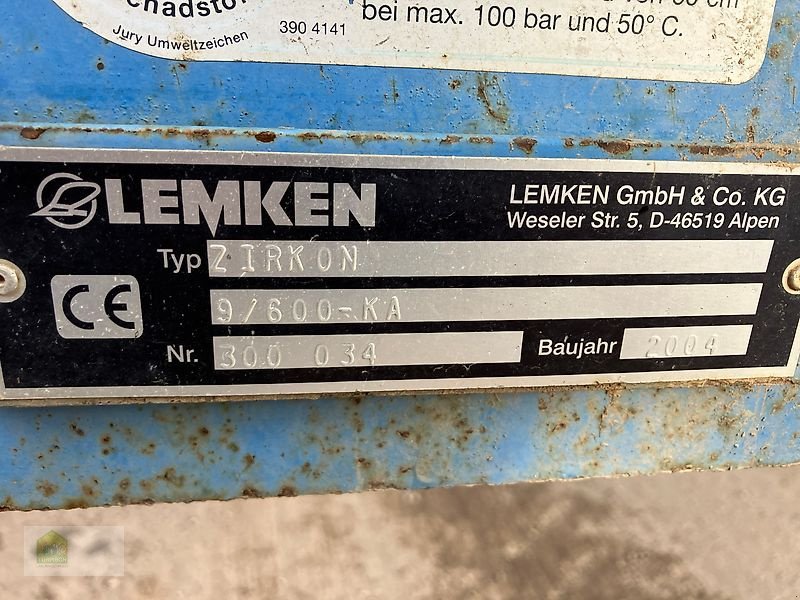 Jury Umweltzeichen
390 4141
bei max. 100 bar und 50° C.
LEMKEN
LEMKEN GmbH & Co. KG
Weseler Str. 5, D-46519 Alpen
Typ ZIRKON
9/600-KA
CE
Nr. 300 034
Baujahr 2004